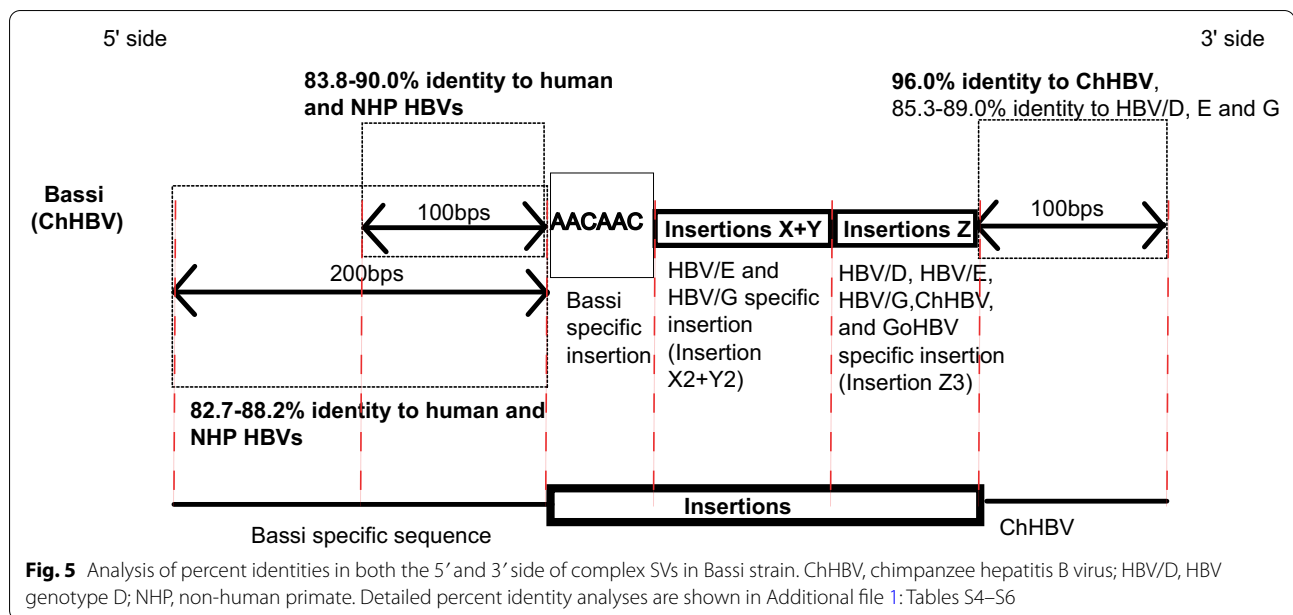 5' side
3' side
83.8-90.0% identity to human
and NHP HBVs
96.0% identity to ChHBV,
85.3-89.0% identity to HBV/D, E and G
Bassi
(ChHBV)
100bps
200bps
AACAAC
Insertions X+Y
Insertions Z
100bps
Bassi
specific
insertion
HBV/E and
HBV/G specific
insertion
(Insertion
X2+Y2)
HBV/D, HBV/E,
HBV/G,ChHBV,
and GoHBV
specific insertion
(Insertion Z3)
82.7-88.2% identity to human and
NHP HBVs
Insertions
Bassi specific sequence
ChHBV
Fig. 5 Analysis of percent identities in both the 5′ and 3′ side of complex SVs in Bassi strain. ChHBV, chimpanzee hepatitis B virus; HBV/D, HBV
genotype D; NHP, non-human primate. Detailed percent identity analyses are shown in Additional file 1: Tables S4–S6